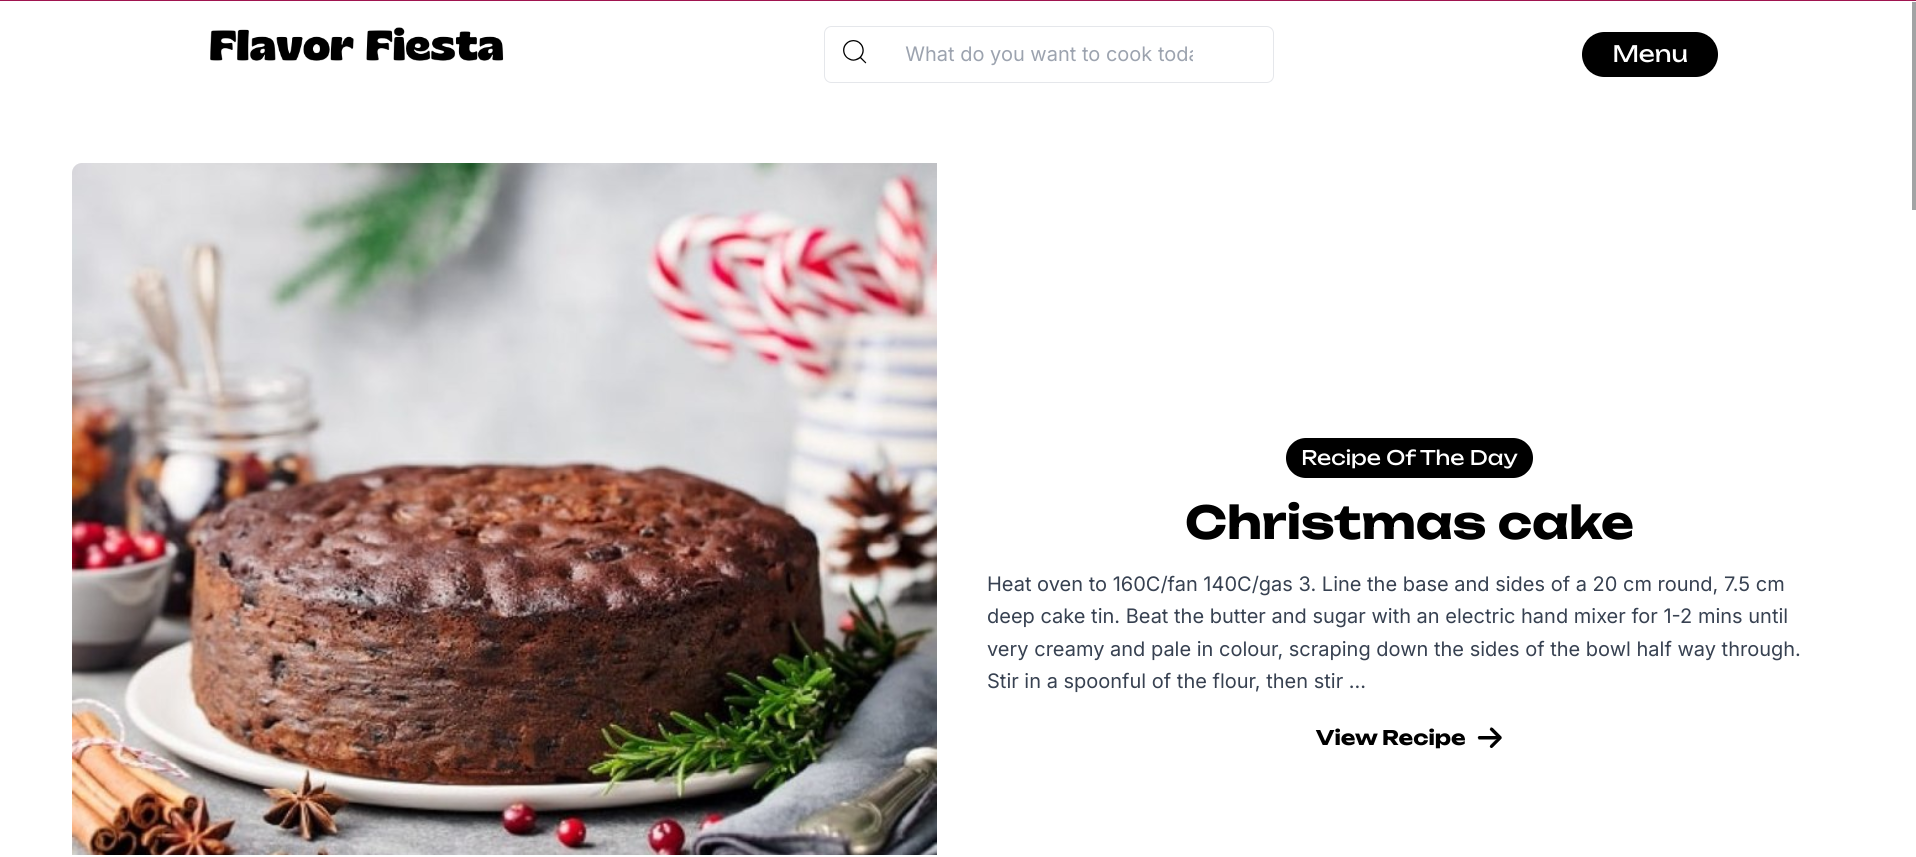 Flavor Fiesta
What do you want to cook toda
Menu
Recipe Of The Day
Christmas cake
Heat oven to 160C/fan 140C/gas 3. Line the base and sides of a 20 cm round, 7.5 cm
deep cake tin. Beat the butter and sugar with an electric hand mixer for 1-2 mins until
very creamy and pale in colour, scraping down the sides of the bowl half way through.
Stir in a spoonful of the flour, then stir ...
View Recipe